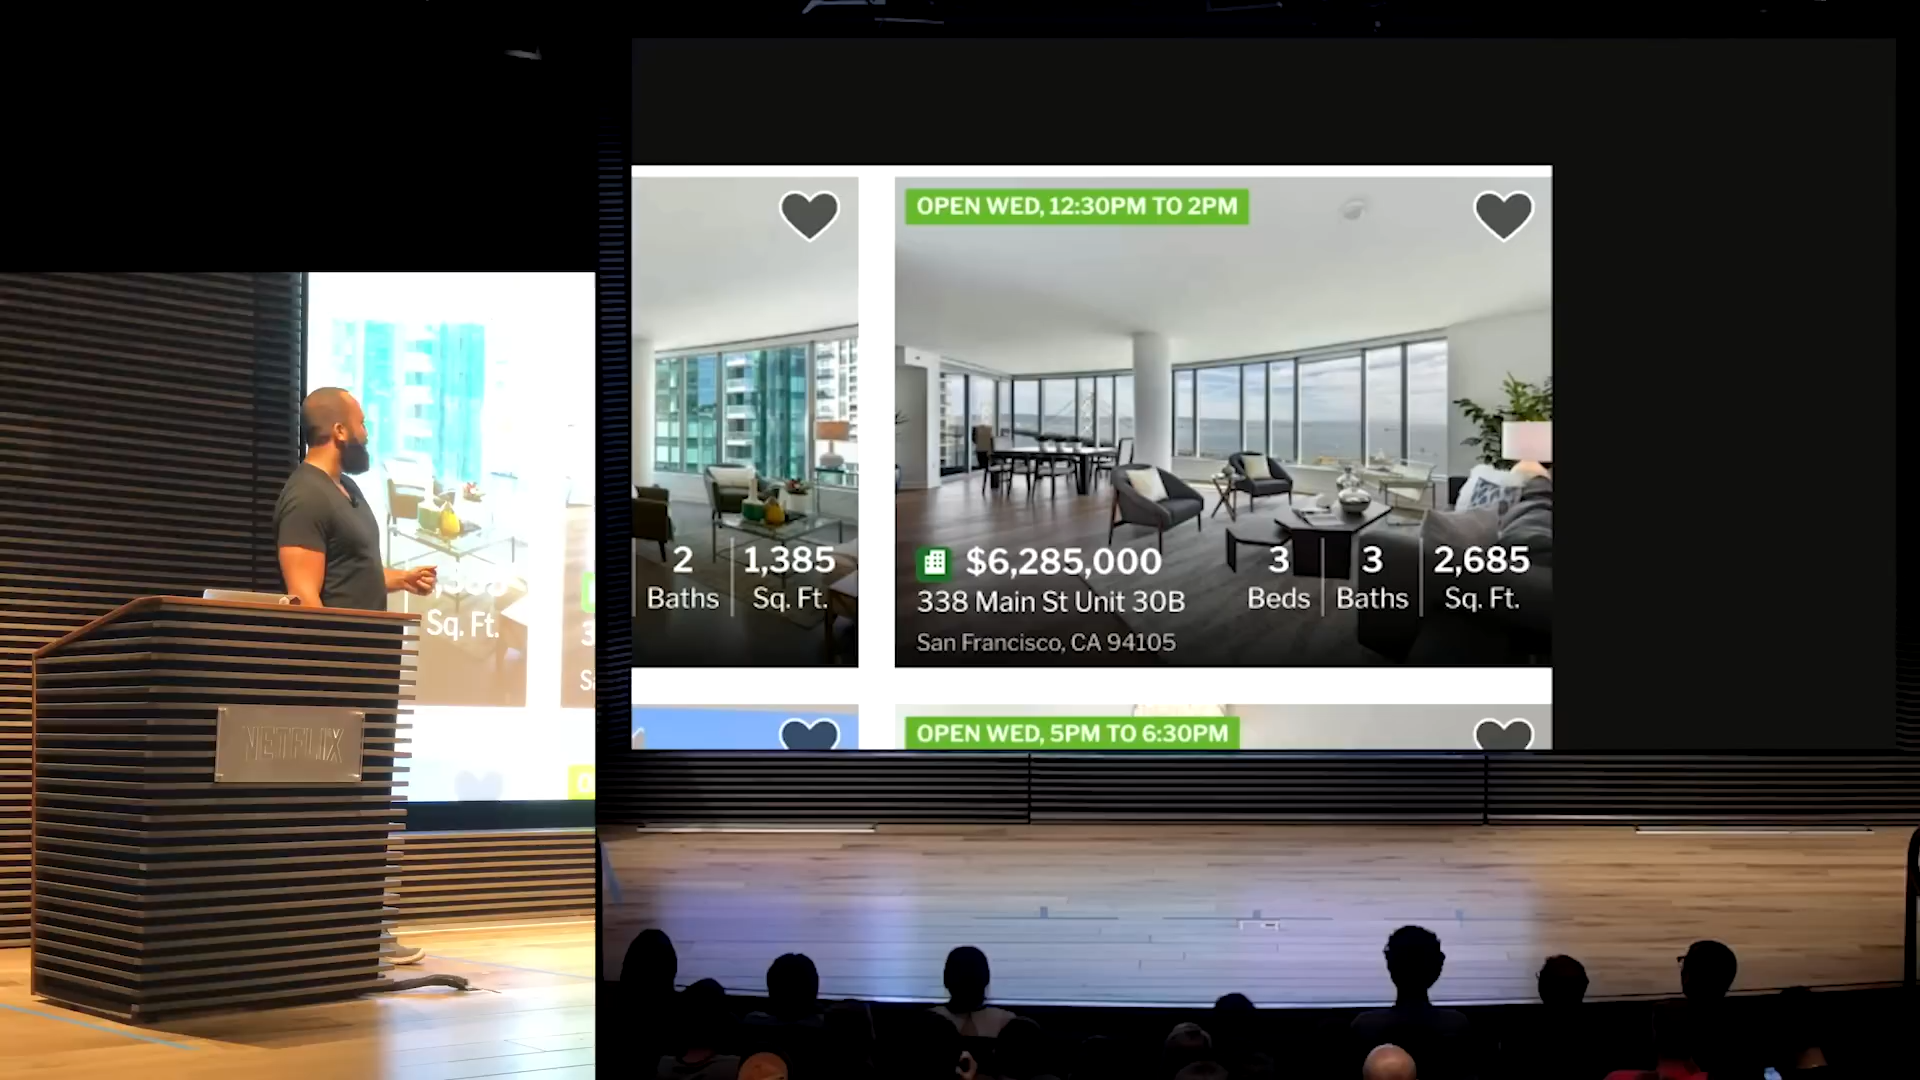 OPEN WED, 12:30PM TO 2PM
2
Baths
1,385
Sq. Ft.
$6,285,000
338 Main St Unit 30B
San Francisco, CA 94105
3
Beds
3
Baths
2,685
Sq. Ft.
OPEN WED, 5PM TO 6:30PM
Sq. Ft.
NETFLIX